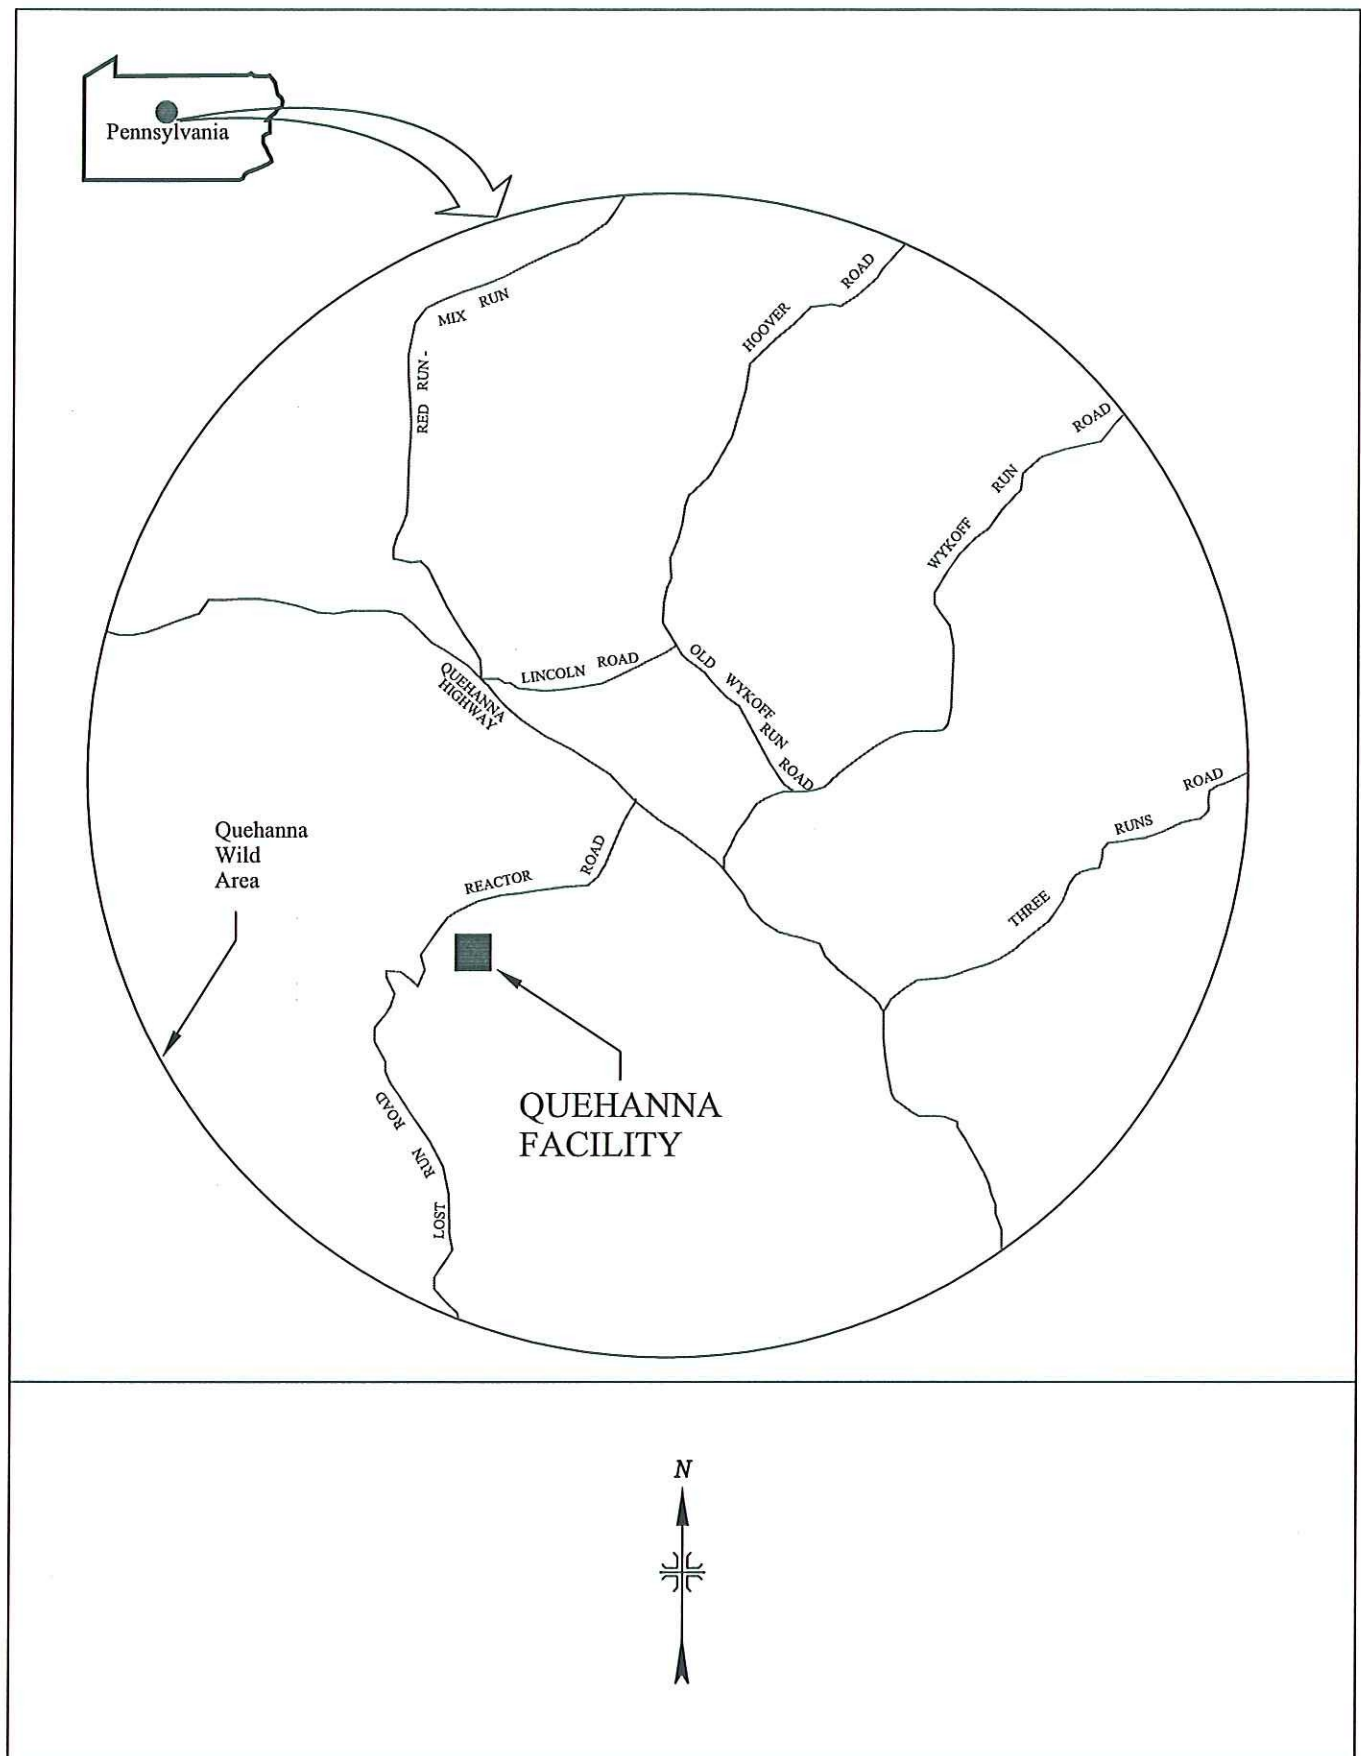 Pennsylvania
MIX RUN
RED RUN-
HOOVER ROAD
WYKOFF RUN ROAD
LINCOLN ROAD
OLD WYKOFF RUN ROAD
QUEHANNA
HIGHWAY
THREE RUNS ROAD
Quehanna
Wild
Area
REACTOR ROAD
QUEHANNA
FACILITY
LOST RUN ROAD
N